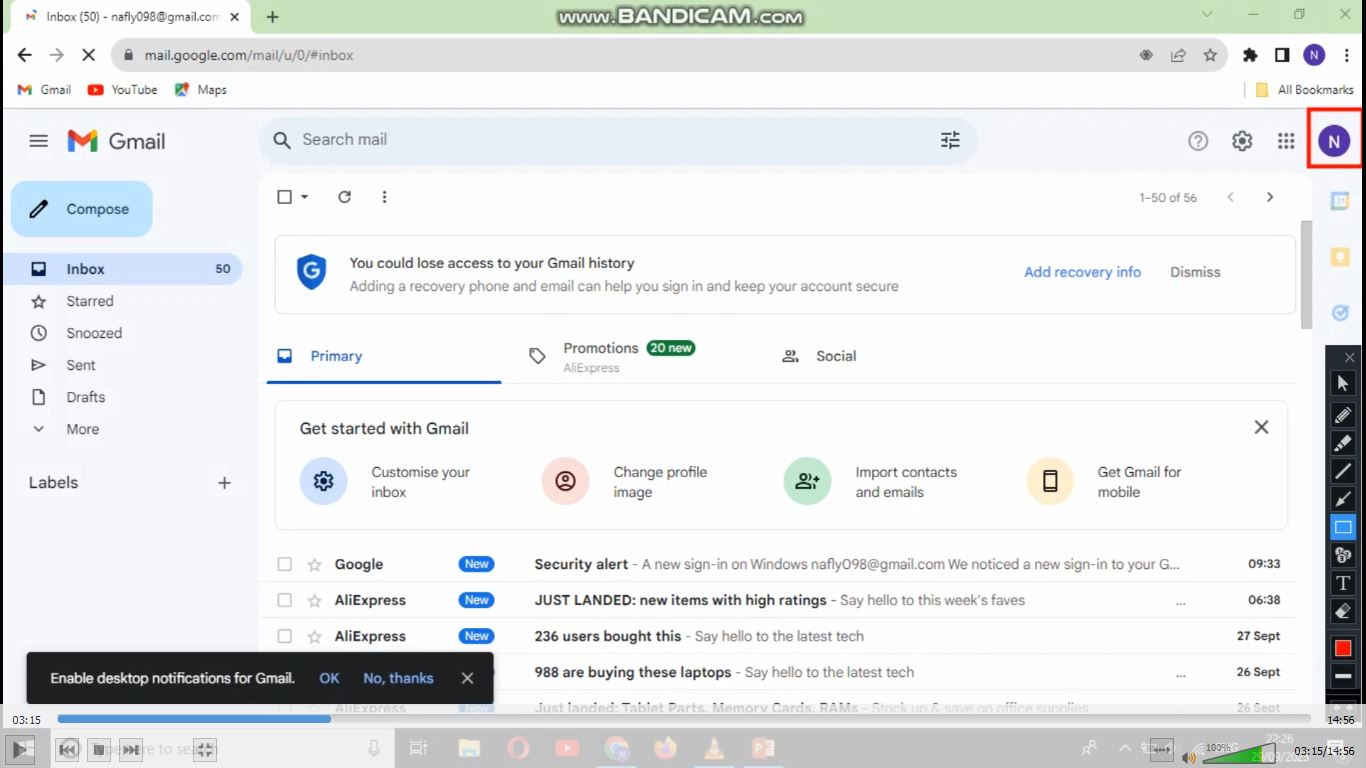 Inbox (50) - nafly098@gmail.com
www.BANDICAM.com
mail.google.com/mail/u/0/#inbox
N
Gmail
YouTube
Maps
All Bookmarks
Gmail
Search mail
N
Compose
1–50 of 56
Inbox 50
Starred
Snoozed
Sent
Drafts
More
Labels
You could lose access to your Gmail history
Adding a recovery phone and email can help you sign in and keep your account secure
Add recovery info
Dismiss
Primary
Promotions 20 new
AliExpress
Social
Get started with Gmail
Customise your
inbox
Change profile
image
Import contacts
and emails
Get Gmail for
mobile
Google New Security alert - A new sign-in on Windows nafly098@gmail.com We noticed a new sign-in to your G... 09:33
AliExpress New JUST LANDED: new items with high ratings - Say hello to this week's faves ... 06:38
AliExpress New 236 users bought this - Say hello to the latest tech 27 Sept
988 are buying these laptops - Say hello to the latest tech ... 26 Sept
AliExpress Just landed: Tablet Parts, Memory Cards, RAMs - Stock up & save on office supplies 26 Sept
Enable desktop notifications for Gmail. OK No, thanks
T
03:15
14:56
100%
22:26
29/09/2023
03:15/14:56